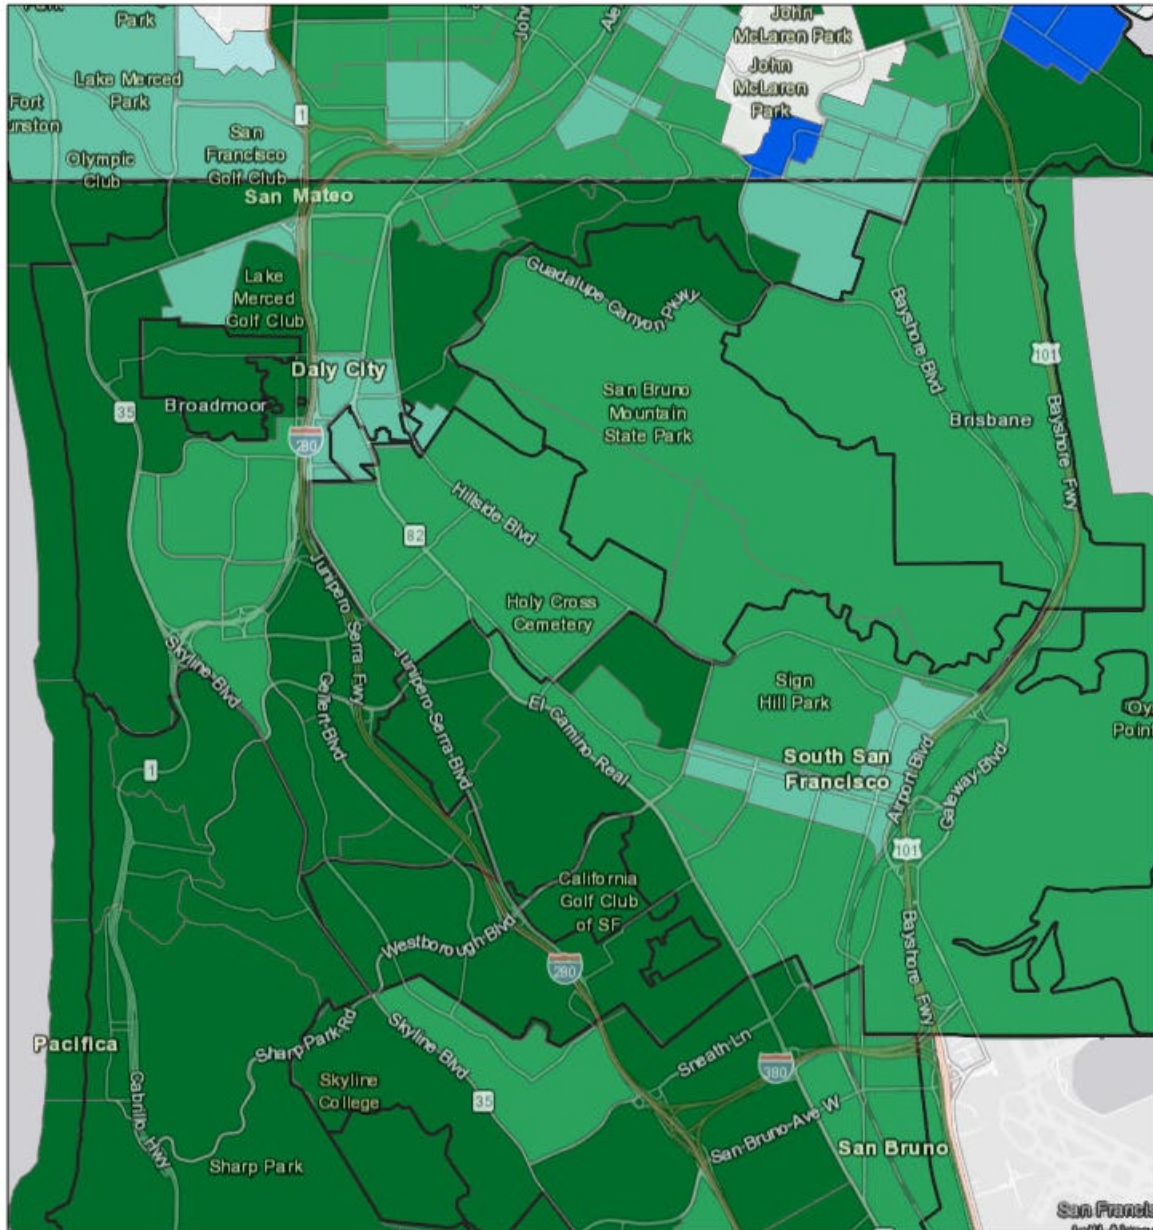 Park
John
McLaren Park
Lake Merced
Park
John
McLaren
Park
Fort
1
San
Francisco
Golf Club
Olympic
Club
San Mateo
Guadalupe Canyon Pkwy
Lake
Merced
Golf Club
Bayshore Blvd
101
Daly City
San Bruno
Mountain
State Park
Broadmoor
35
Brisbane
Bayshore Fwy
280
Hillside Blvd
82
Junipero Serra Fwy
Holy Cross
Cemetery
Skyline Blvd
Junipero Serra Blvd
Gellert Blvd
Sign
Hill Park
El Camino Real
Point
South San
Francisco
1
Airport Blvd
Gateway Blvd
101
California
Golf Club
of SF
Westborough Blvd
280
Bayshore Fwy
Pacifica
Sharp Park Rd
Skyline Blvd
Sneath Ln
380
Skyline
College
35
Cabrillo Hwy
San Bruno Ave W
San Bruno
Sharp Park